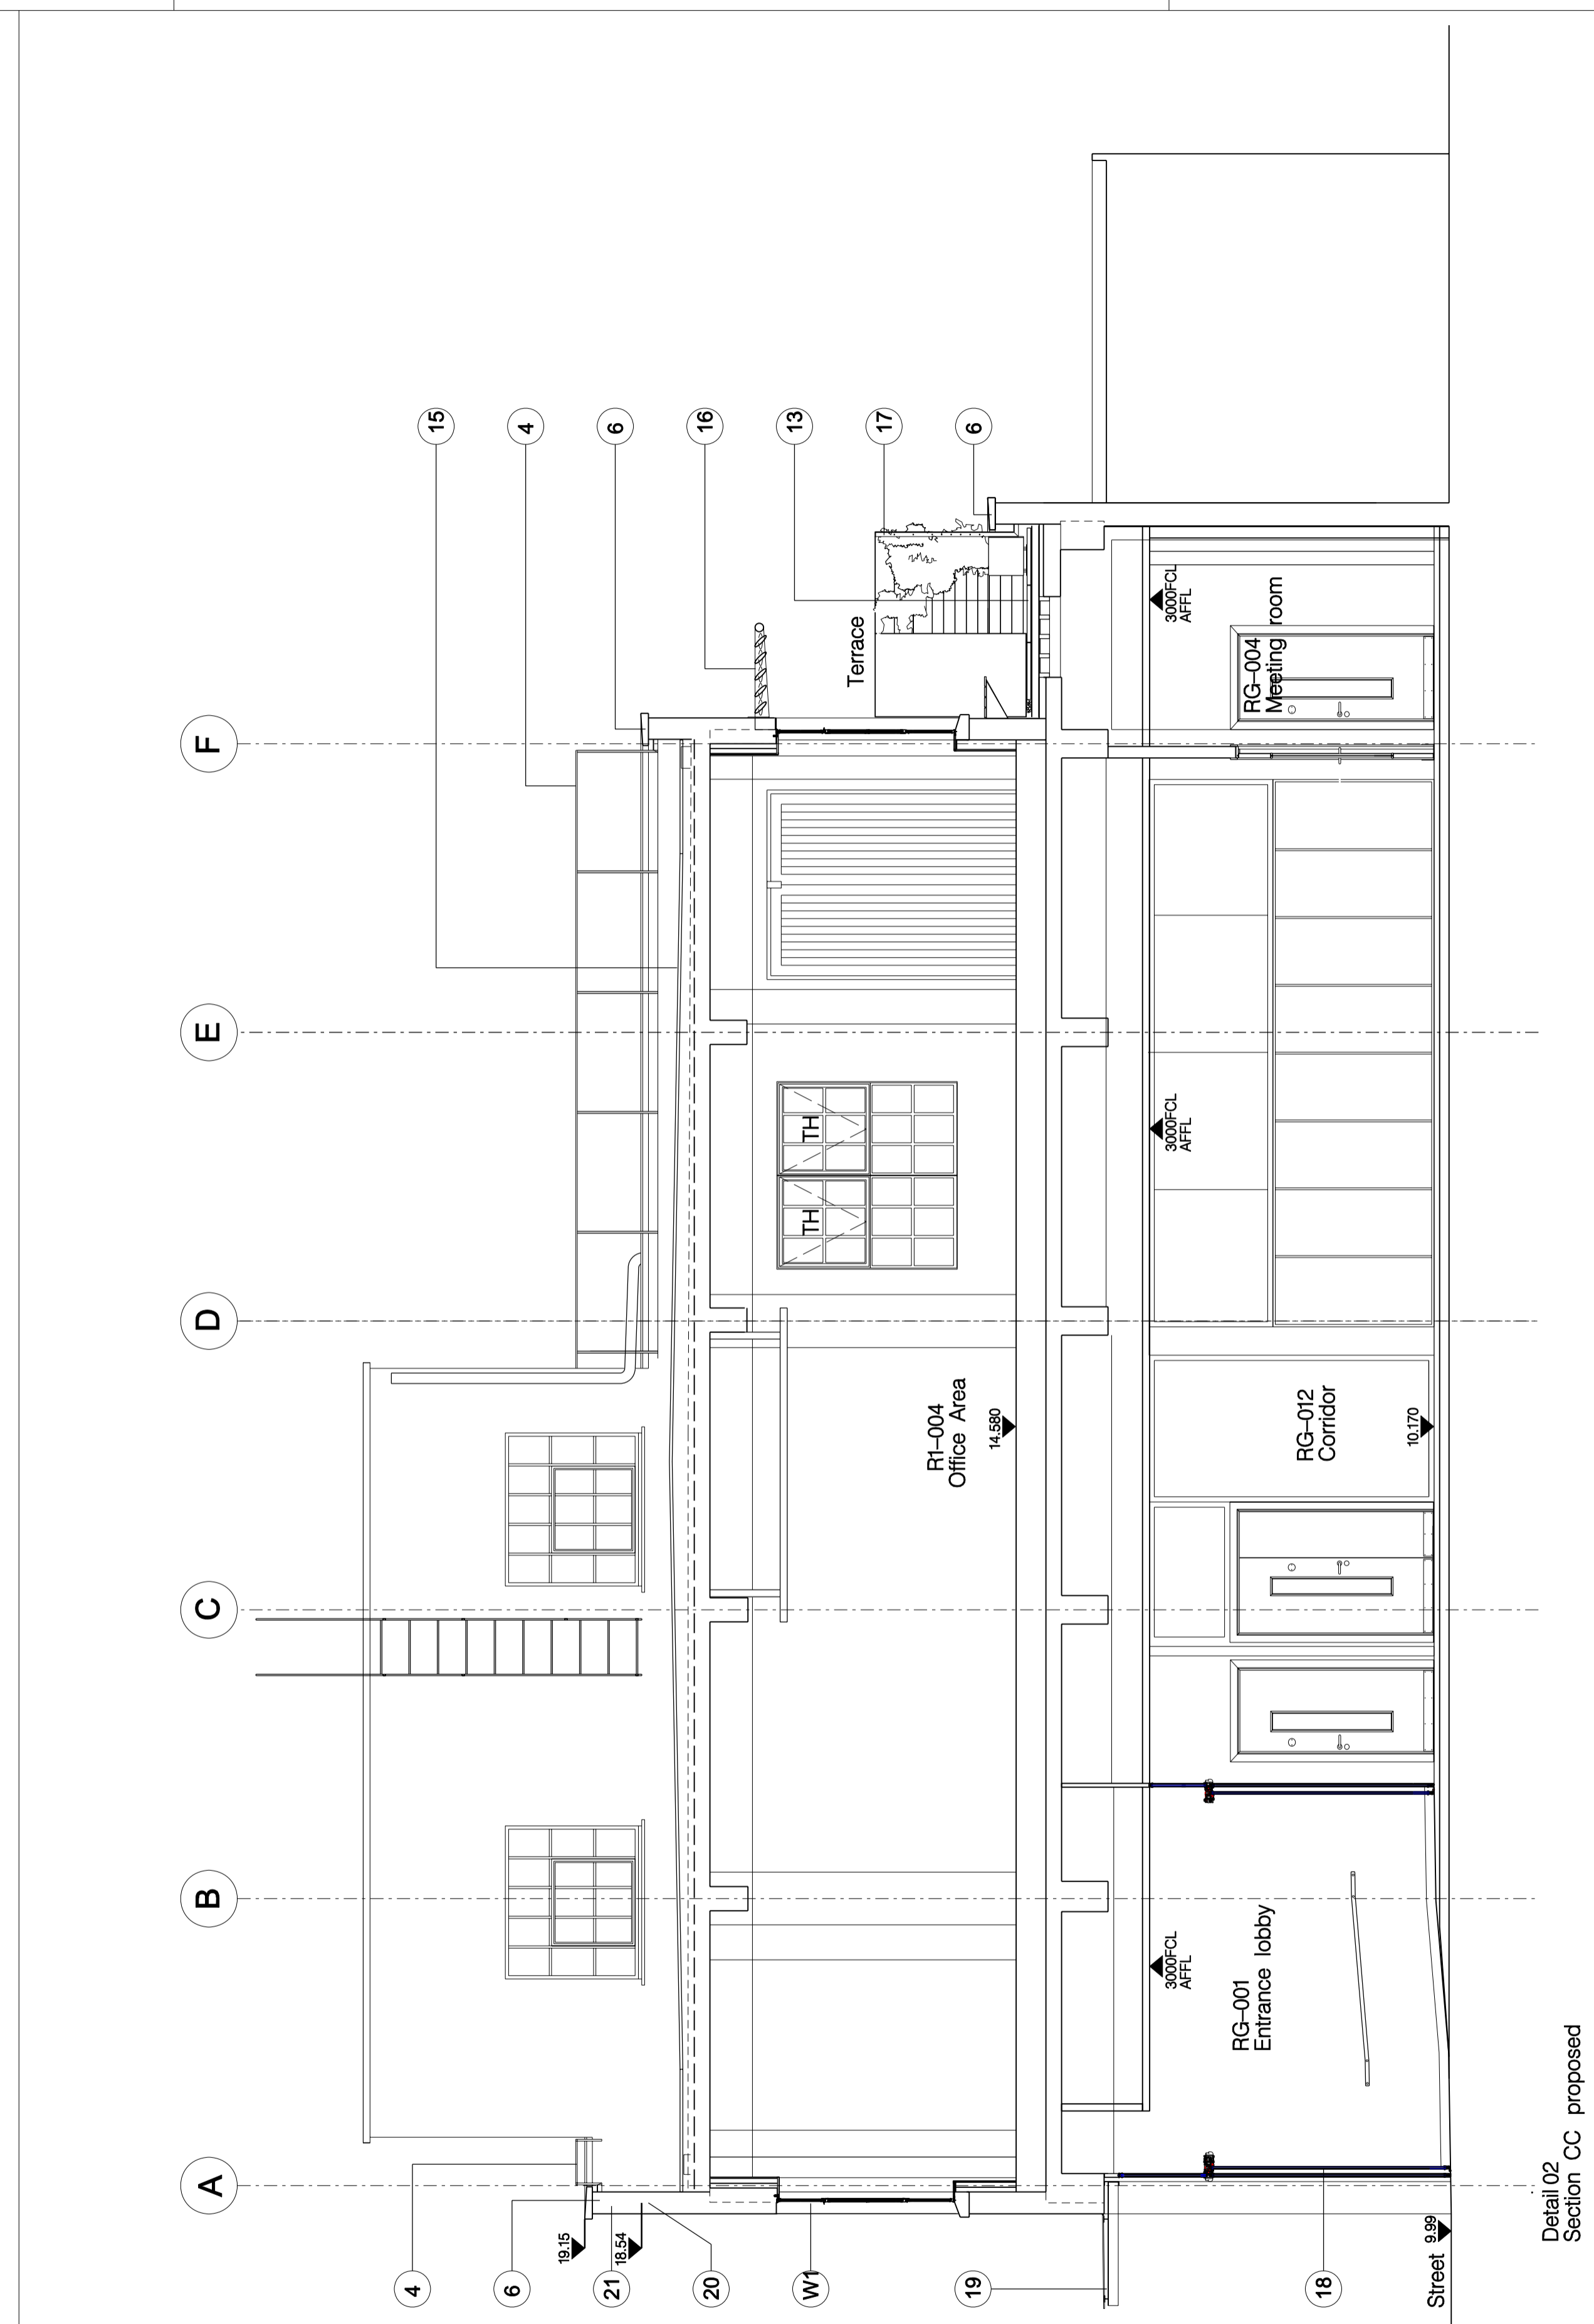 A
B
C
D
E
F
4
6
21
20
W1
19
18
15
4
6
16
13
17
6
19.15
18.54
TH
TH
Terrace
R1-004
Office Area
14.580
3000FCL
AFFL
3000FCL
AFFL
3000FCL
AFFL
RG-001
Entrance lobby
RG-012
Corridor
10.170
RG-004
Meeting room
Street 9.99
Detail 02
Section CC proposed